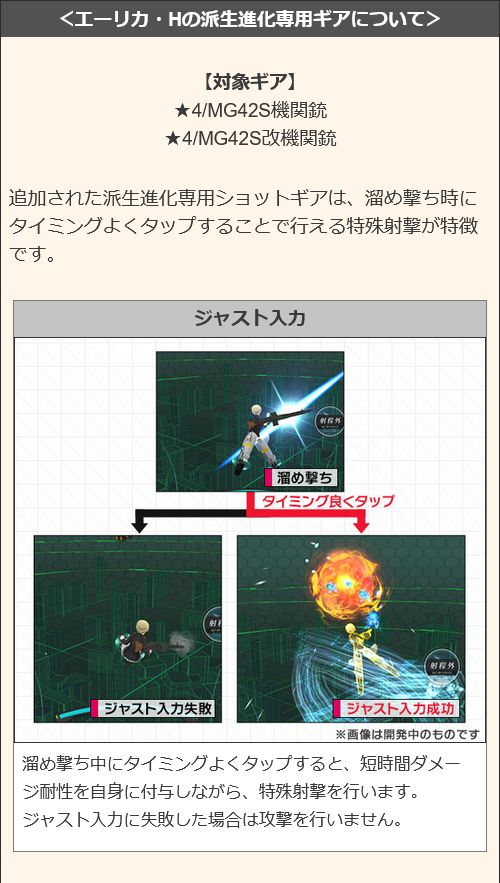 ＜エーリカ・Hの派生進化専用ギアについて＞
【対象ギア】
★4/MG42S機関銃
★4/MG42S改機関銃
追加された派生進化専用ショットギアは、溜め撃ち時に
タイミングよくタップすることで行える特殊射撃が特徴
です。
ジャスト入力
射程外
溜め撃ち
タイミング良くタップ
射程外
ジャスト入力失敗
射程外
ジャスト入力成功
※画像は開発中のものです
溜め撃ち中にタイミングよくタップすると、短時間ダメー
ジ耐性を自身に付与しながら、特殊射撃を行います。
ジャスト入力に失敗した場合は攻撃を行いません。